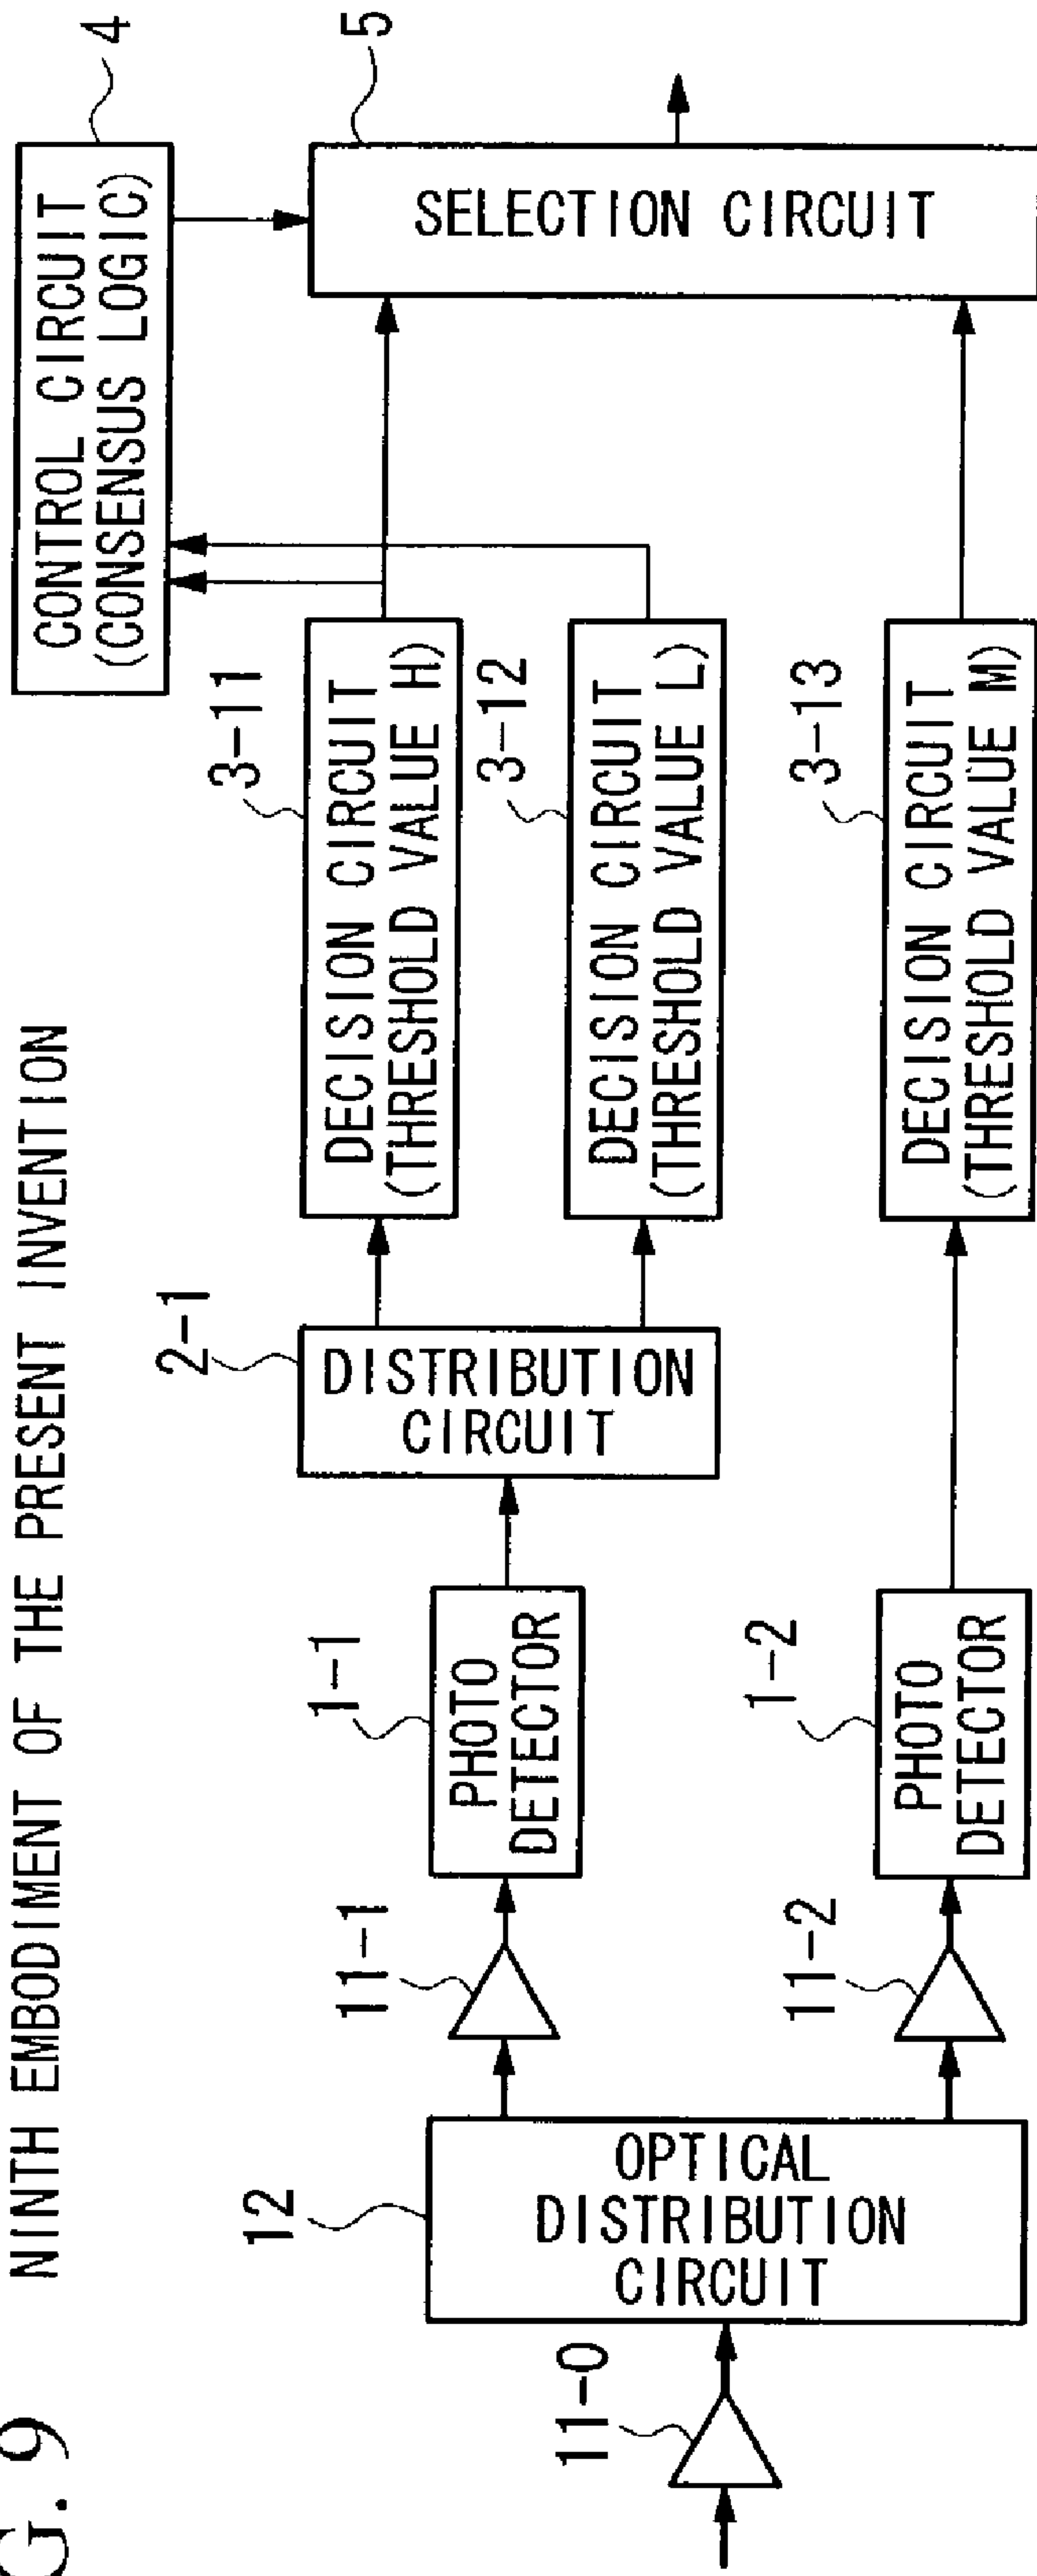 G. 9
NINTH EMBODIMENT OF THE PRESENT INVENTION
4
CONTROL CIRCUIT
(CONSENSUS LOGIC)
5
SELECTION CIRCUIT
3-11
DECISION CIRCUIT
(THRESHOLD VALUE H)
3-12
DECISION CIRCUIT
(THRESHOLD VALUE L)
3-13
DECISION CIRCUIT
(THRESHOLD VALUE M)
2-1
DISTRIBUTION
CIRCUIT
1-1
PHOTO
DETECTOR
1-2
PHOTO
DETECTOR
11-1
11-2
12
OPTICAL
DISTRIBUTION
CIRCUIT
11-0